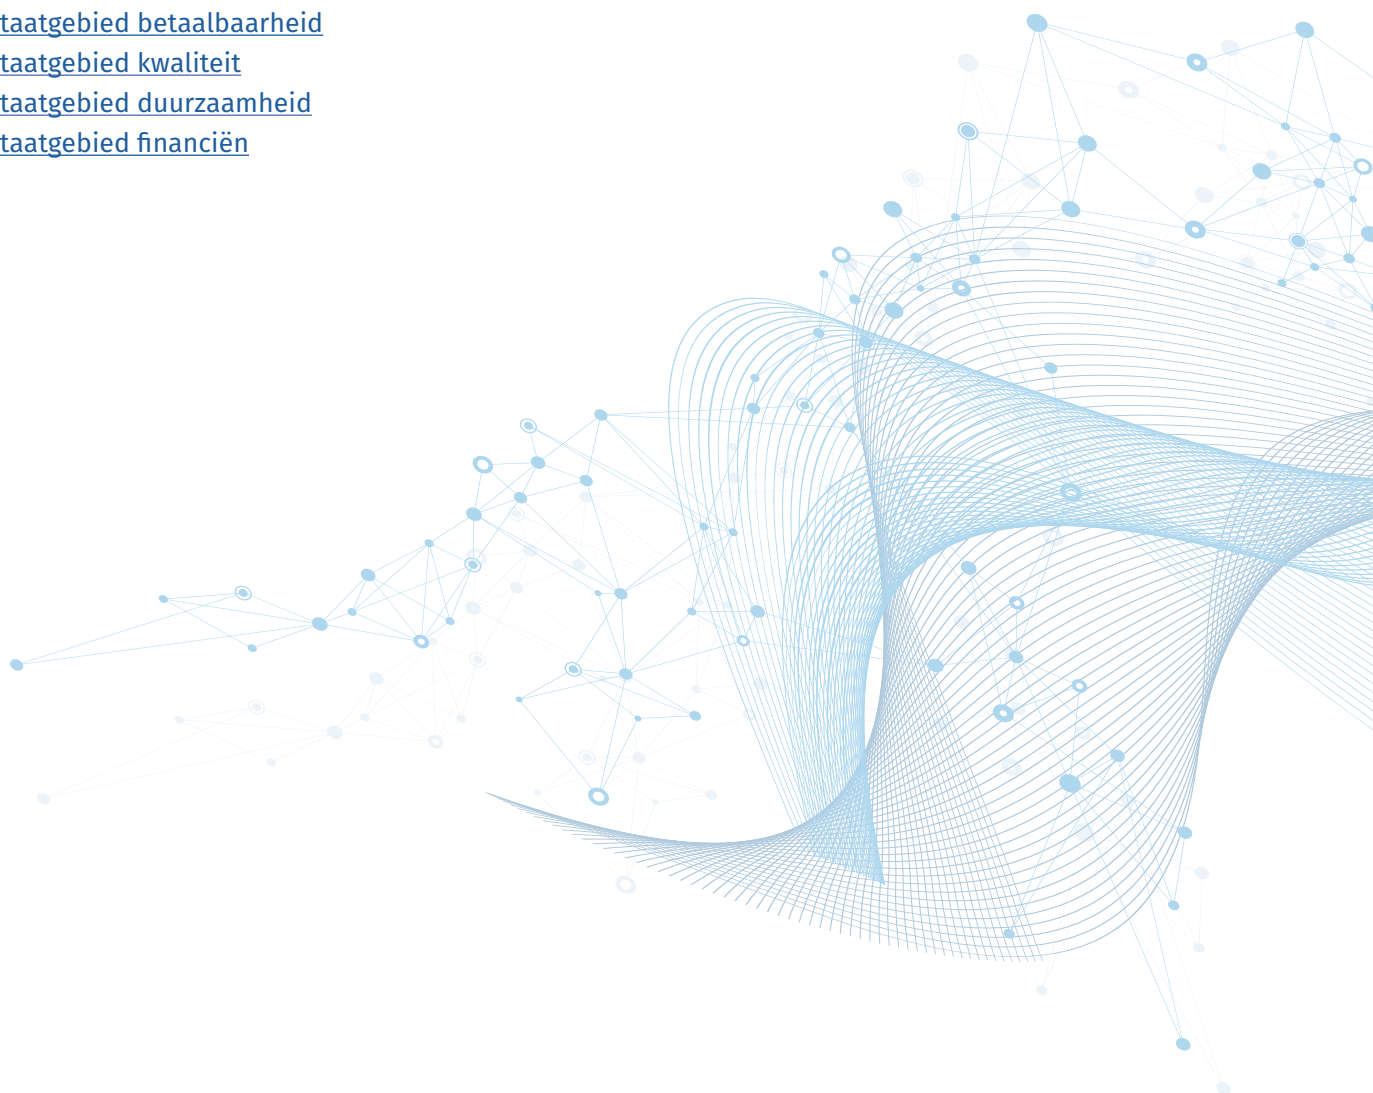 taatgebied betaalbaarheid
taatgebied kwaliteit
taatgebied duurzaamheid
taatgebied financiën